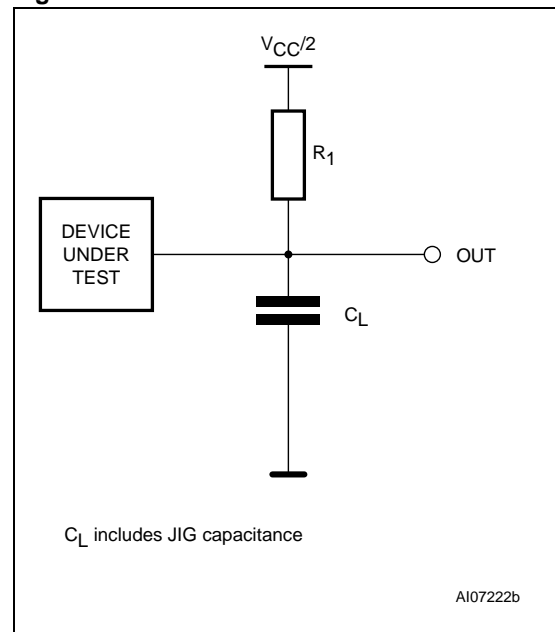 VCC/2
R1
DEVICE
UNDER
TEST
OUT
CL
CL includes JIG capacitance
AI07222b